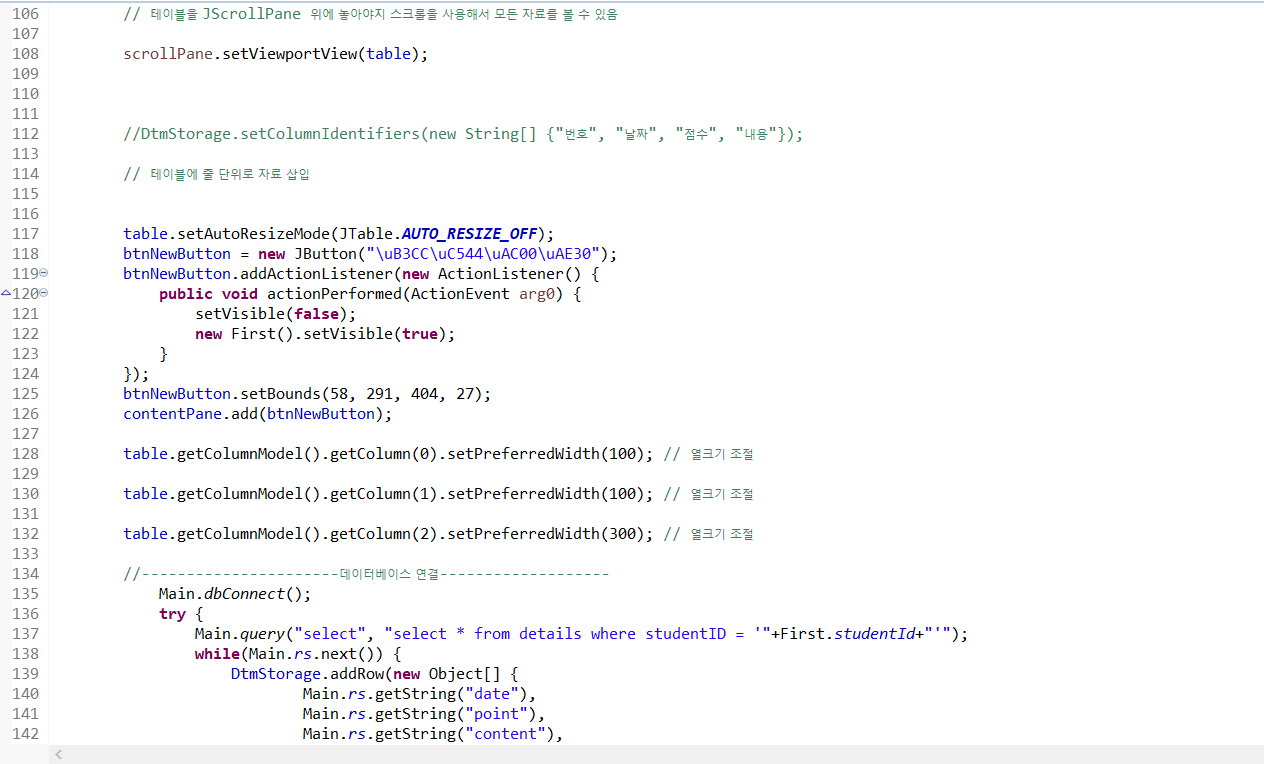 106 // 테이블을 JScrollPane 위에 놓아야지 스크롤을 사용해서 모든 자료를 볼 수 있음
107
108 scrollPane.setViewportView(table);
109
110
111
112 //DtmStorage.setColumnIdentifiers(new String[] {"번호", "날짜", "점수", "내용"});
113
114 // 테이블에 줄 단위로 자료 삽입
115
116
117 table.setAutoResizeMode(JTable.AUTO_RESIZE_OFF);
118 btnNewButton = new JButton("\uB3CC\uC544\uAC00\uAE30");
119 btnNewButton.addActionListener(new ActionListener() {
120 public void actionPerformed(ActionEvent arg0) {
121 setVisible(false);
122 new First().setVisible(true);
123 }
124 });
125 btnNewButton.setBounds(58, 291, 404, 27);
126 contentPane.add(btnNewButton);
127
128 table.getColumnModel().getColumn(0).setPreferredWidth(100); // 열크기 조절
129
130 table.getColumnModel().getColumn(1).setPreferredWidth(100); // 열크기 조절
131
132 table.getColumnModel().getColumn(2).setPreferredWidth(300); // 열크기 조절
133
134 //----------------------데이터베이스 연결-------------------
135 Main.dbConnect();
136 try {
137 Main.query("select", "select * from details where studentID = '"+First.studentId+"'");
138 while(Main.rs.next()) {
139 DtmStorage.addRow(new Object[] {
140 Main.rs.getString("date"),
141 Main.rs.getString("point"),
142 Main.rs.getString("content"),